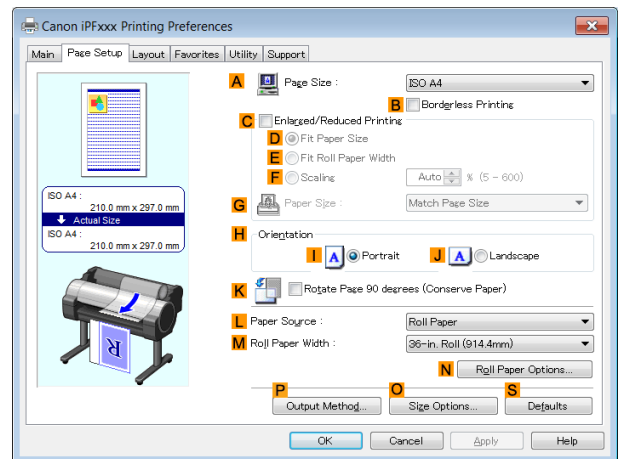 Canon iPFxxx Printing Preferences
Main Page Setup Layout Favorites Utility Support
A Page Size : ISO A4
B Borderless Printing
C Enlarged/Reduced Printing
D Fit Paper Size
E Fit Roll Paper Width
F Scaling Auto % (5 - 600)
G Paper Size : Match Page Size
ISO A4 :
210.0 mm x 297.0 mm
Actual Size
ISO A4 :
210.0 mm x 297.0 mm
H Orientation
I A Portrait J A Landscape
K Rotate Page 90 degrees (Conserve Paper)
L Paper Source : Roll Paper
M Roll Paper Width : 36-in. Roll (914.4mm)
N Roll Paper Options...
R
P O S
Output Method... Size Options... Defaults
OK Cancel Apply Help